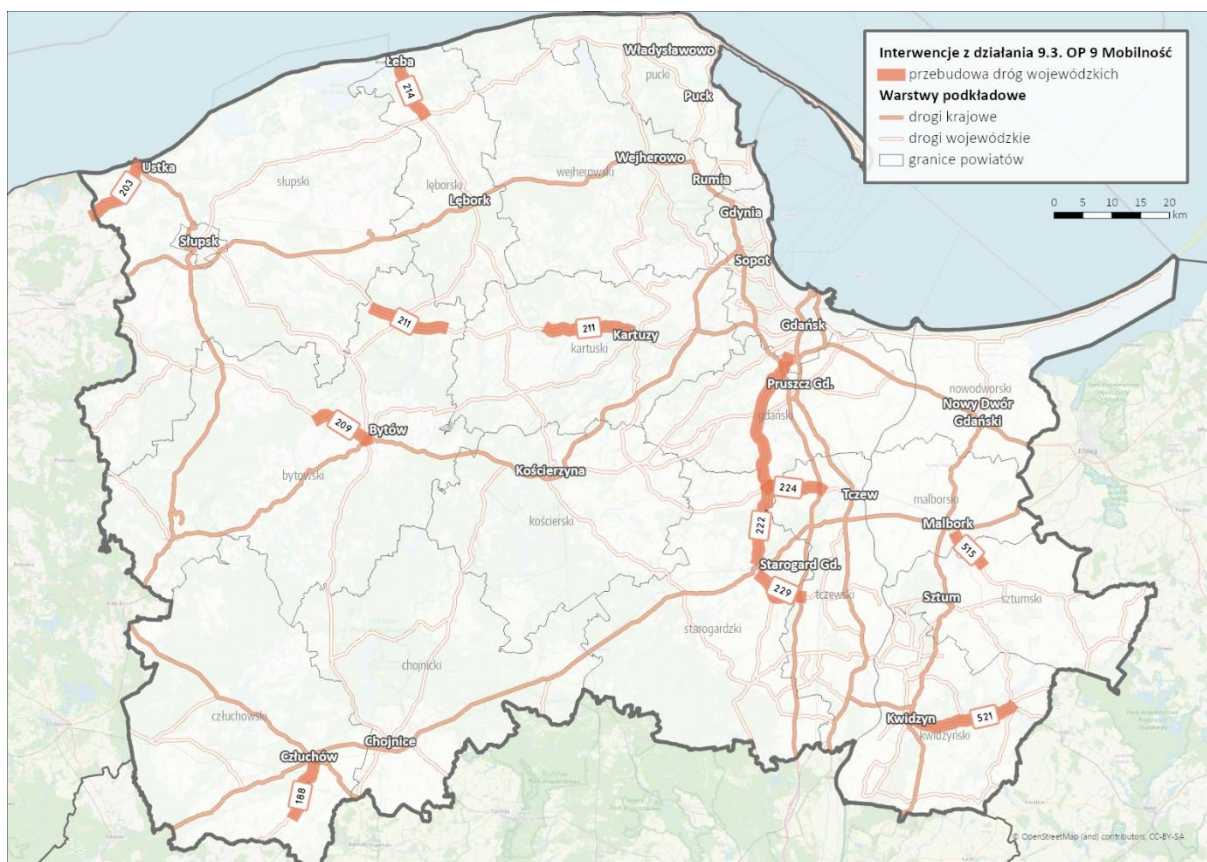 Interwencje z działania 9.3. OP 9 Mobilność
przebudowa dróg wojewódzkich
Warstwy podkładowe
drogi krajowe
drogi wojewódzkie
granice powiatów
0 5 10 15 20
km
Władysławowo
pucki
Łeba
214
Puck
Ustka
203
słupski
lęborski
wejherowski
Wejherowo
Rumia
Lębork
Gdynia
Słupsk
Sopot
211
211
Kartuzy
kartuski
Gdańsk
Pruszcz Gd.
gdański
nowodworski
Nowy Dwór
Gdański
Elbląg
209
Bytów
bytowski
Kościerzyna
kościerski
224
Tczew
malborski
222
Malbork
515
Starogard Gd.
229
tczewski
Sztum
sztumski
starogardzki
chojnicki
człuchowski
Kwidzyn
521
kwidzyński
Chojnice
Człuchów
188
© OpenStreetMap (and) contributors, CC-BY-SA